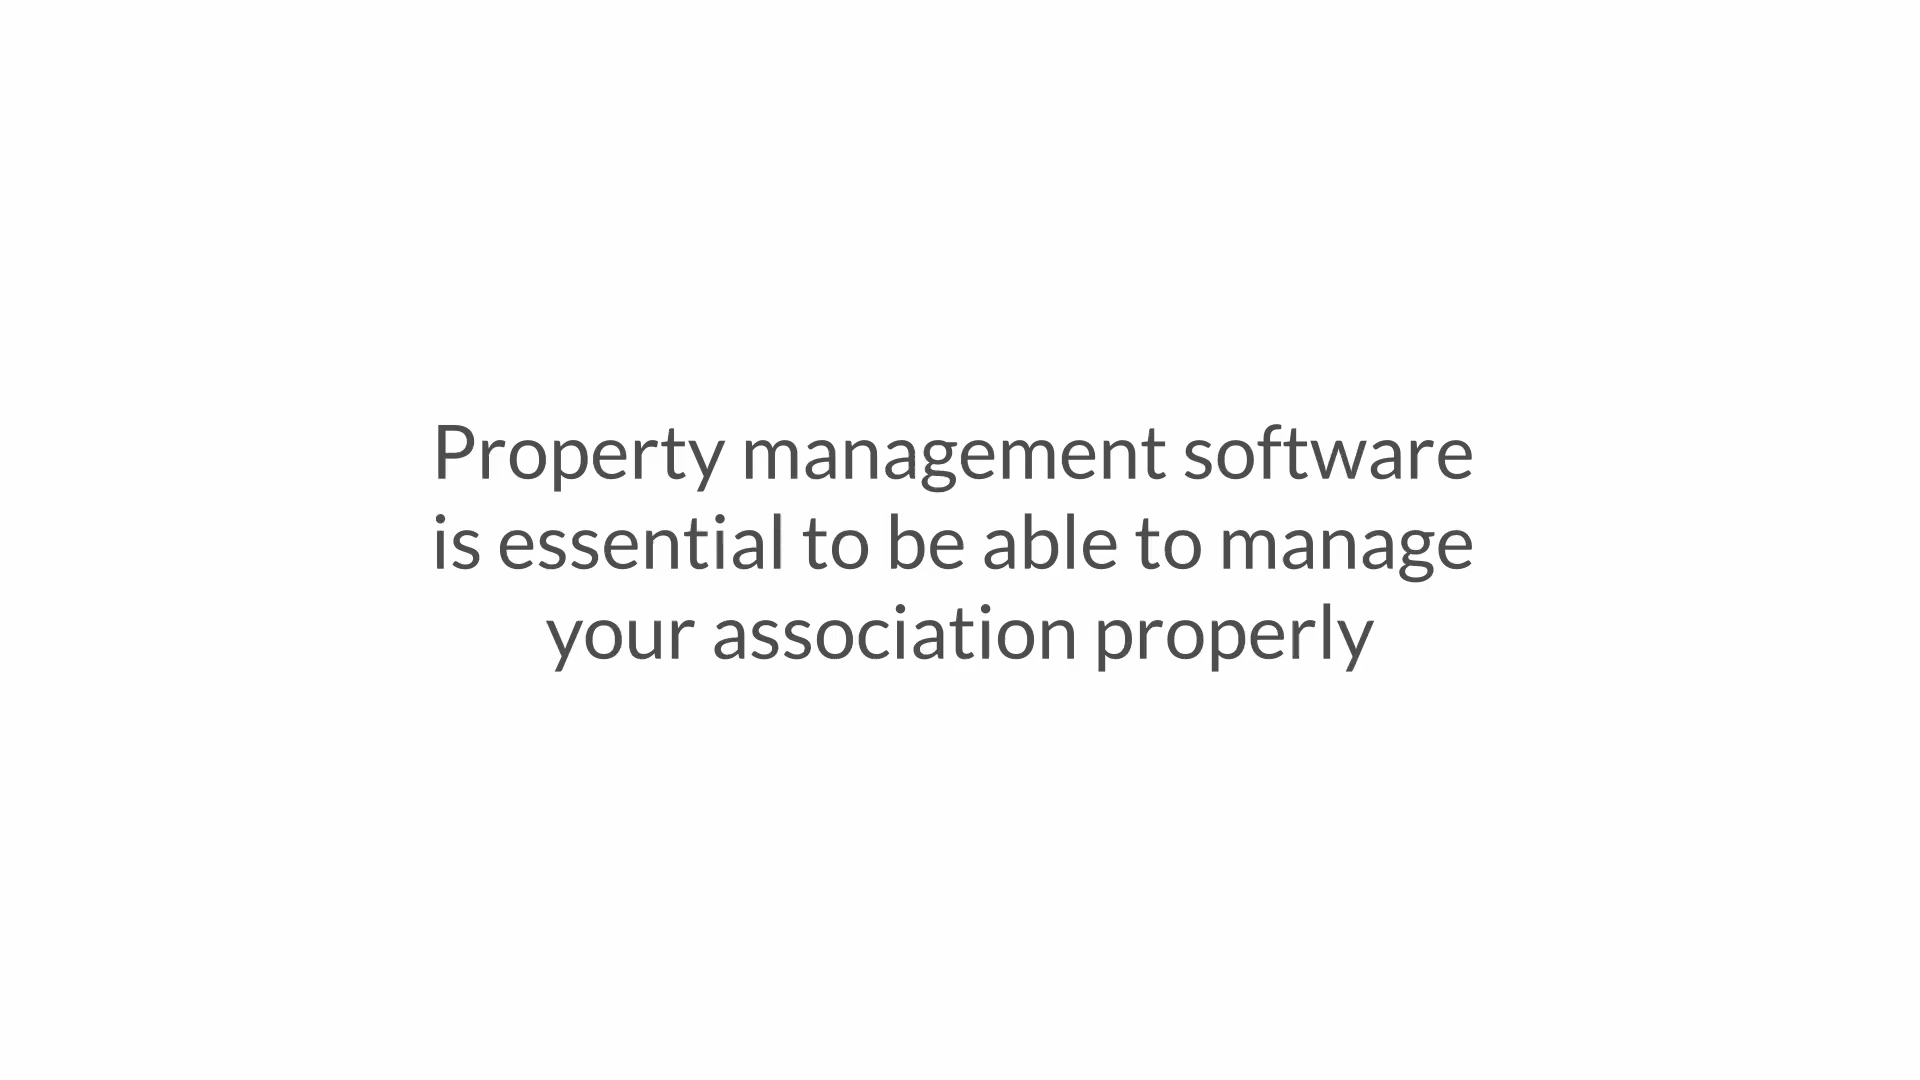 Property management software
is essential to be able to manage
your association properly